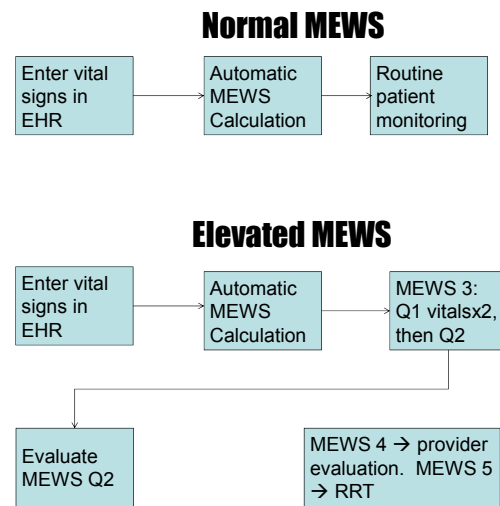 Normal MEWS
Enter vital
signs in
EHR
Automatic
MEWS
Calculation
Routine
patient
monitoring
Elevated MEWS
Enter vital
signs in
EHR
Automatic
MEWS
Calculation
MEWS 3:
Q1 vitalsx2,
then Q2
Evaluate
MEWS Q2
MEWS 4 → provider
evaluation.  MEWS 5
→ RRT